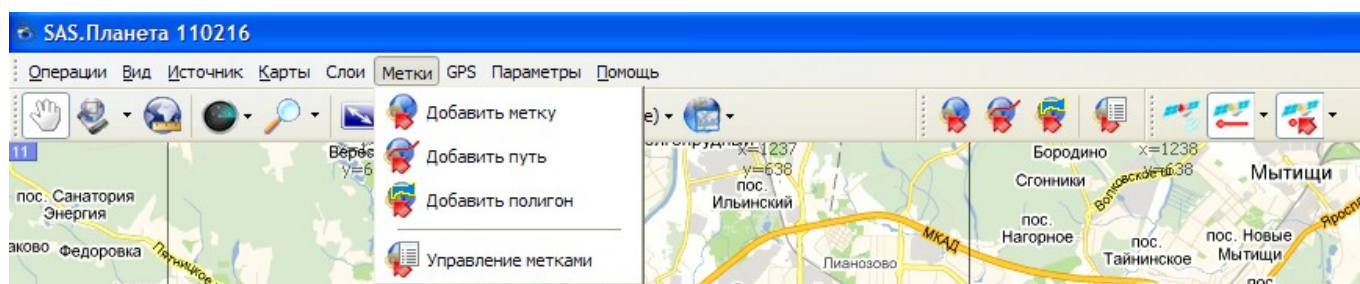 SAS.Планета 110216
Операции Вид Источник Карты Слои Метки GPS Параметры Помощь
Добавить метку
Добавить путь
Добавить полигон
Управление метками
е)
11
x=1237
y=638
x=1238
y=638
y=6
пос. Санатория
Энергия
Федоровка
пос.
Ильинский
МКАД
Лианозово
Бородино
Сгонники
Мытищи
пос.
Нагорное
пос.
Тайнинское
пос. Новые
Мытищи